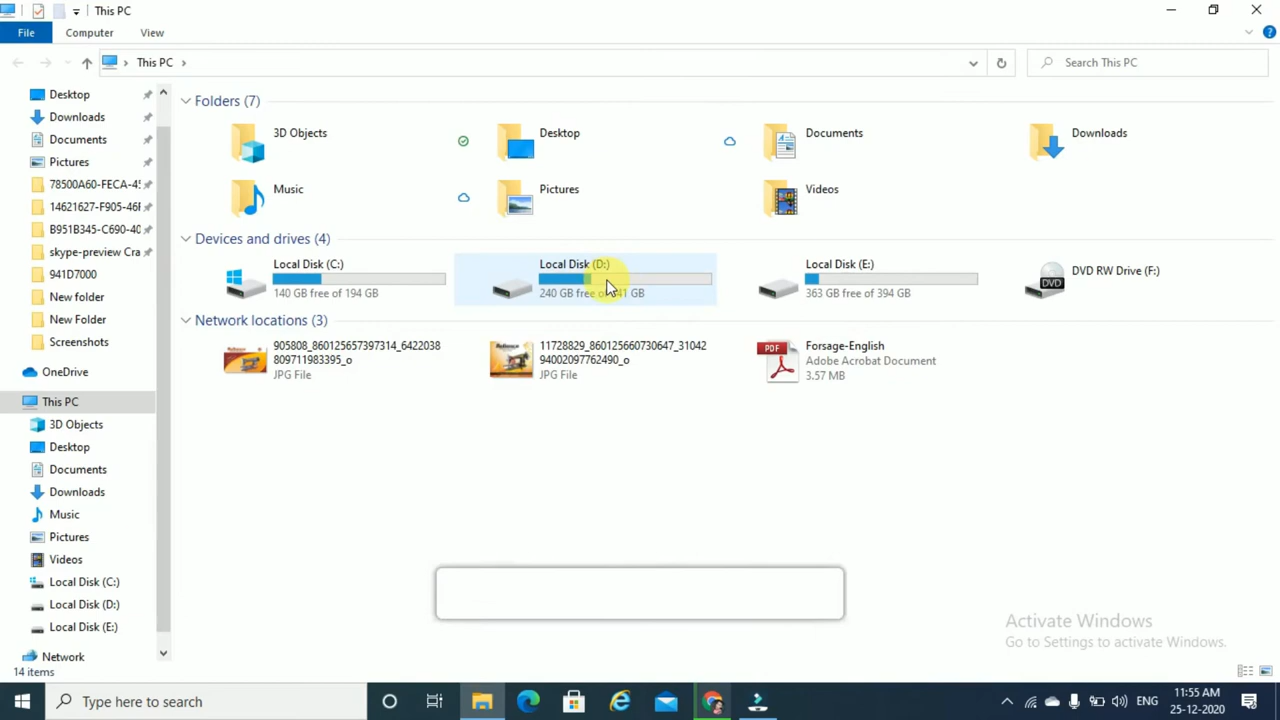 This PC
File
Computer
View
This PC
Search This PC
Desktop
Downloads
Documents
Pictures
78500A60-FECA-45
14621627-F905-46F
B951B345-C690-40
skype-preview Cra
941D7000
New folder
New Folder
Screenshots
OneDrive
This PC
3D Objects
Desktop
Documents
Downloads
Music
Pictures
Videos
Local Disk (C:)
Local Disk (D:)
Local Disk (E:)
Network
Folders (7)
3D Objects
Desktop
Documents
Downloads
Music
Pictures
Videos
Devices and drives (4)
Local Disk (C:)
140 GB free of 194 GB
Local Disk (D:)
240 GB free of 41 GB
Local Disk (E:)
363 GB free of 394 GB
DVD RW Drive (F:)
DVD
Network locations (3)
905808_860125657397314_6422038
809711983395_o
JPG File
11728829_860125660730647_31042
94002097762490_o
JPG File
PDF
Forsage-English
Adobe Acrobat Document
3.57 MB
Activate Windows
Go to Settings to activate Windows.
14 items
Type here to search
ENG
11:55 AM
25-12-2020